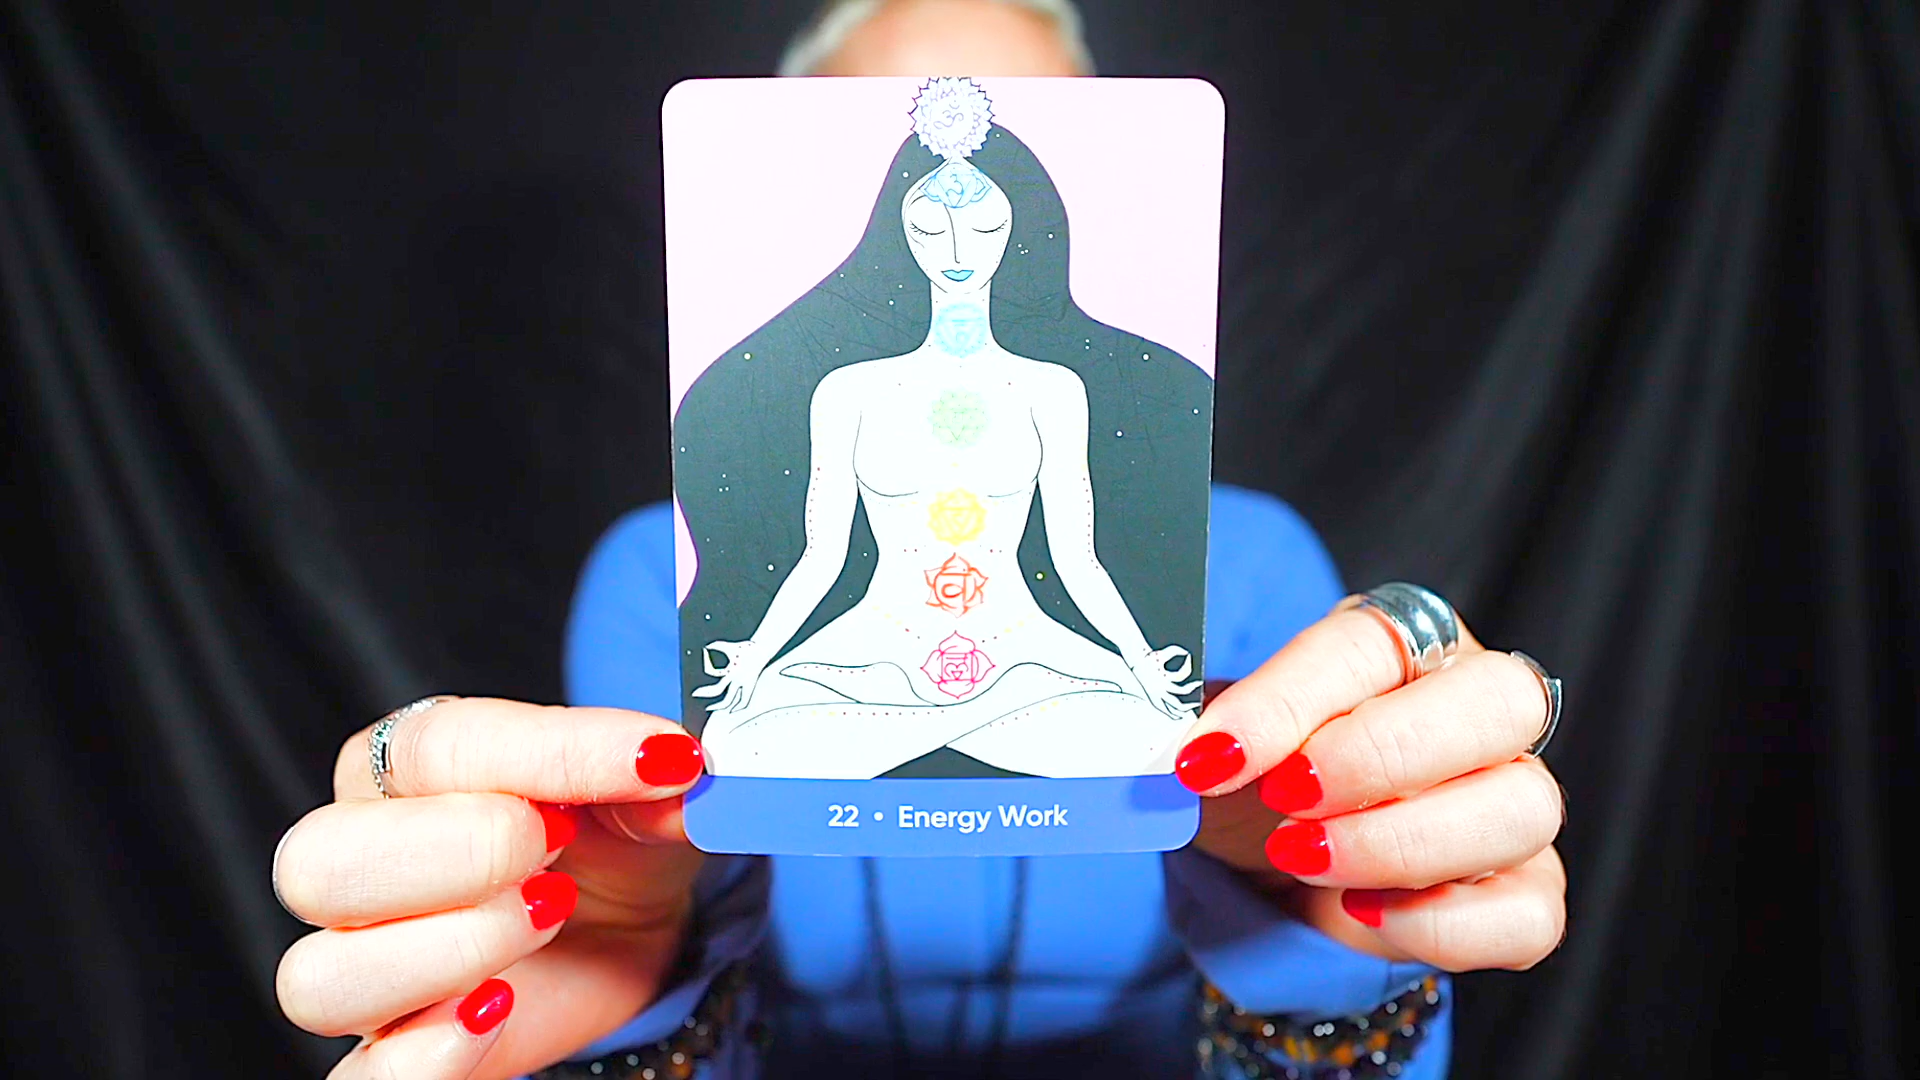 ॐ
ॐ
22 • Energy Work